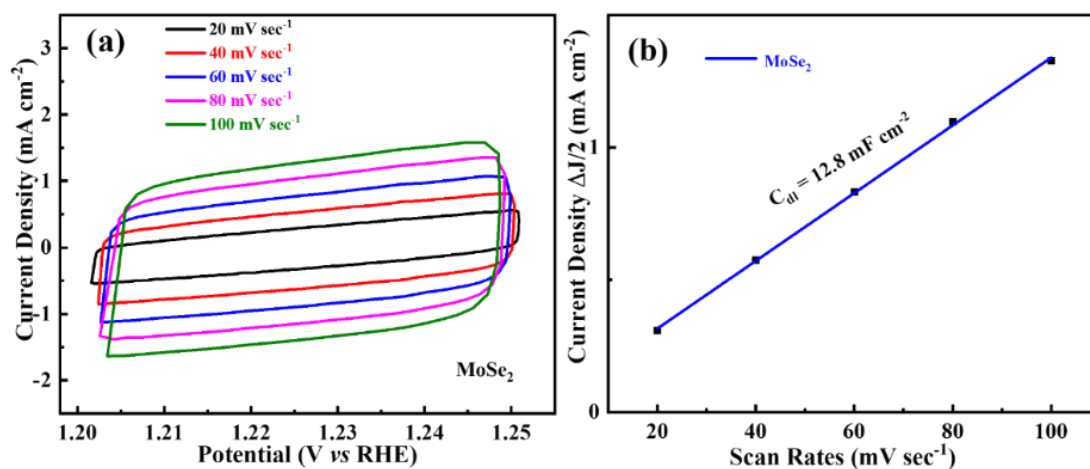 (a)
20 mV sec⁻¹
40 mV sec⁻¹
60 mV sec⁻¹
80 mV sec⁻¹
100 mV sec⁻¹
Current Density (mA cm⁻²)
3
2
1
0
-1
-2
MoSe₂
1.20 1.21 1.22 1.23 1.24 1.25
Potential (V vs RHE)
(b)
MoSe₂
C_dl = 12.8 mF cm⁻²
Current Density ΔJ/2 (mA cm⁻²)
1
0
20 40 60 80 100
Scan Rates (mV sec⁻¹)